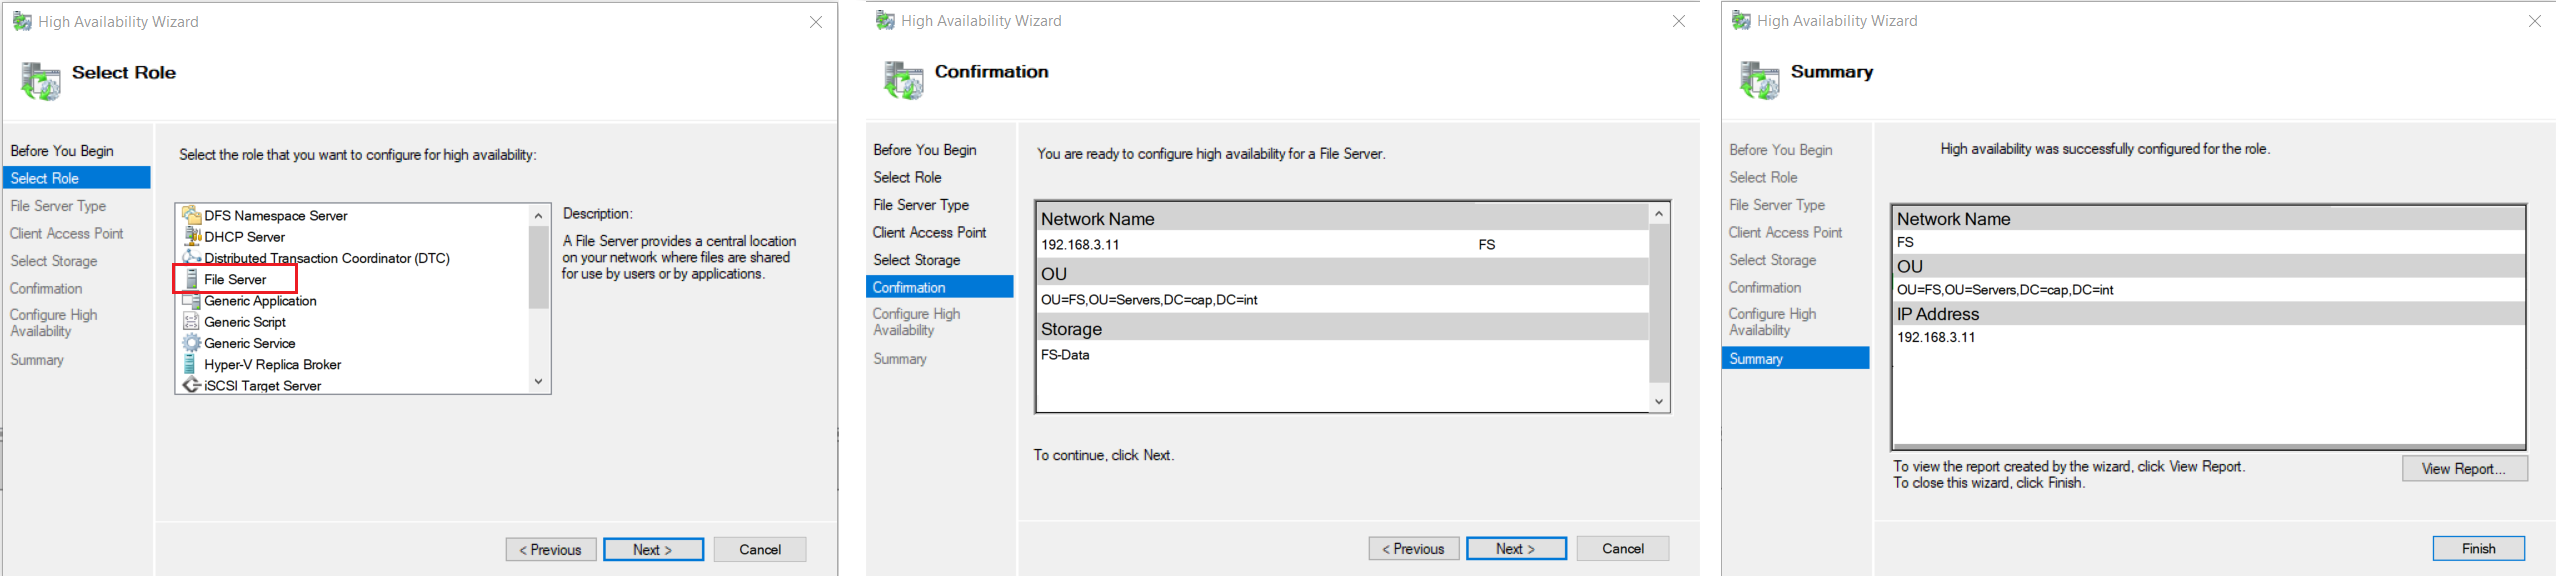 High Availability Wizard
Select Role
Before You Begin
Select Role
File Server Type
Client Access Point
Select Storage
Confirmation
Configure High
Availability
Summary
Select the role that you want to configure for high availability:
DFS Namespace Server
DHCP Server
Distributed Transaction Coordinator (DTC)
File Server
Generic Application
Generic Script
Generic Service
Hyper-V Replica Broker
iSCSI Target Server
Description:
A File Server provides a central location
on your network where files are shared
for use by users or by applications.
< Previous
Next >
Cancel
High Availability Wizard
Confirmation
Before You Begin
Select Role
File Server Type
Client Access Point
Select Storage
Confirmation
Configure High
Availability
Summary
You are ready to configure high availability for a File Server.
Network Name
192.168.3.11 FS
OU
OU=FS,OU=Servers,DC=cap,DC=int
Storage
FS-Data
To continue, click Next.
< Previous
Next >
Cancel
High Availability Wizard
Summary
Before You Begin
Select Role
File Server Type
Client Access Point
Select Storage
Confirmation
Configure High
Availability
Summary
High availability was successfully configured for the role.
Network Name
FS
OU
OU=FS,OU=Servers,DC=cap,DC=int
IP Address
192.168.3.11
To view the report created by the wizard, click View Report.
To close this wizard, click Finish.
View Report...
Finish